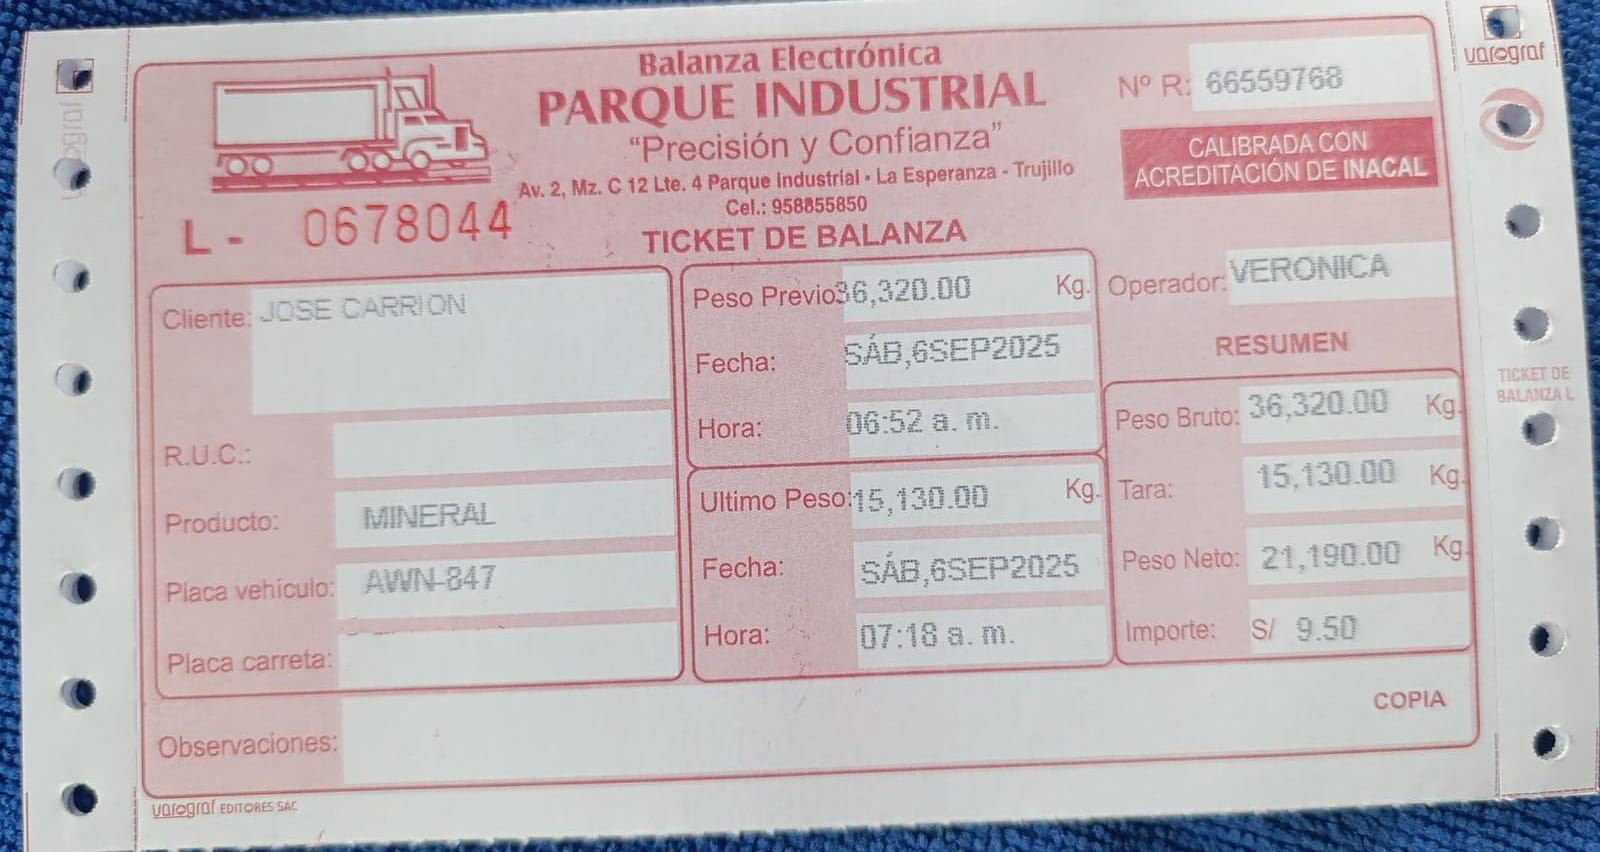 Balanza Electrónica
PARQUE INDUSTRIAL
"Precisión y Confianza"
Av. 2, Mz. C 12 Lte. 4 Parque Industrial - La Esperanza - Trujillo
Cel.: 958855850
TICKET DE BALANZA
Nº R: 66559768
CALIBRADA CON
ACREDITACIÓN DE INACAL
L - 0678044
Cliente: JOSE CARRION
R.U.C.:
Producto: MINERAL
Placa vehículo: AWN-847
Placa carreta:
Peso Previo 36,320.00 Kg.
Fecha: SÁB,6SEP2025
Hora: 06:52 a. m.
Ultimo Peso: 15,130.00 Kg.
Fecha: SÁB,6SEP2025
Hora: 07:18 a. m.
Operador: VERONICA
RESUMEN
Peso Bruto: 36,320.00 Kg.
Tara: 15,130.00 Kg.
Peso Neto: 21,190.00 Kg.
Importe: S/ 9.50
Observaciones:
COPIA
varograf EDITORES SAC
varograf
TICKET DE
BALANZA L